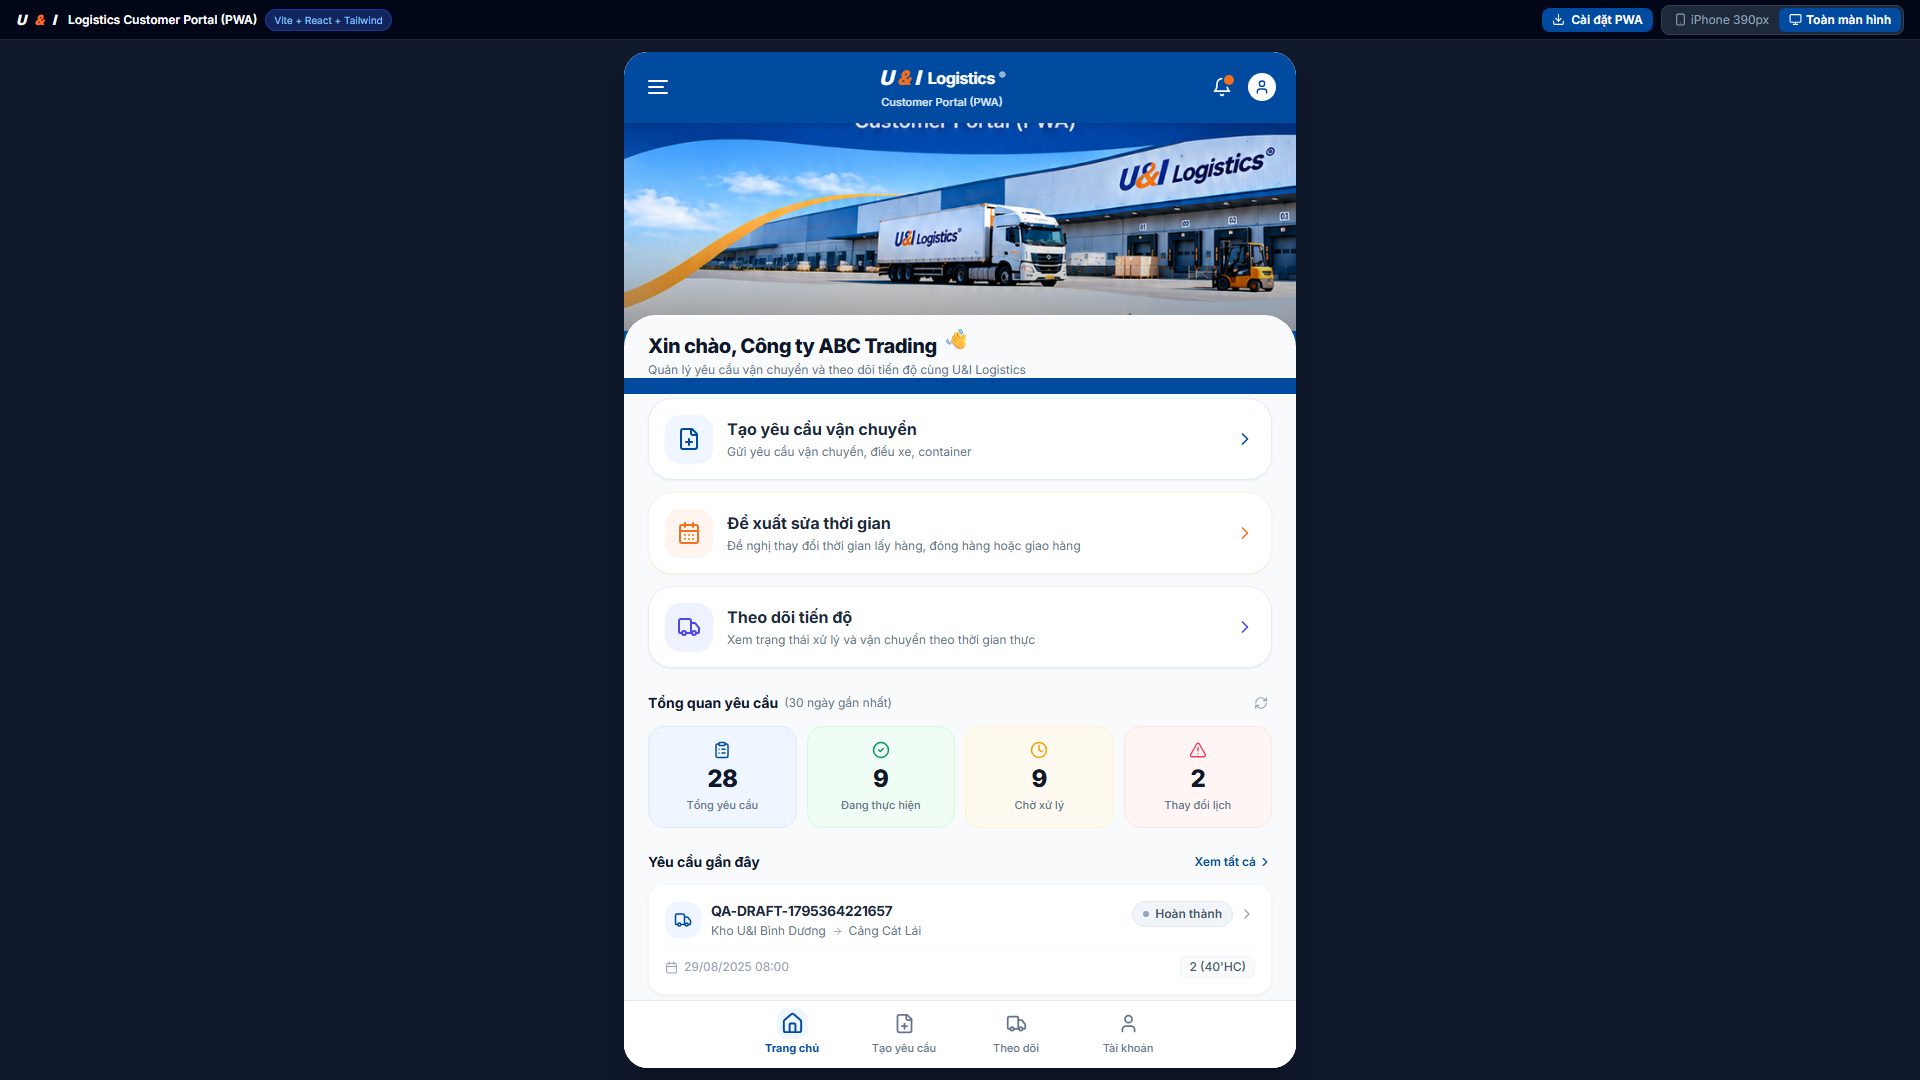 U & I Logistics Customer Portal (PWA) Vite + React + Tailwind
Cài đặt PWA iPhone 390px Toàn màn hình
U & I Logistics ®
Customer Portal (PWA)
Customer Portal (PWA)
U&I Logistics®
U&I Logistics®
Xin chào, Công ty ABC Trading 👋
Quản lý yêu cầu vận chuyển và theo dõi tiến độ cùng U&I Logistics
Tạo yêu cầu vận chuyển
Gửi yêu cầu vận chuyển, điều xe, container
Đề xuất sửa thời gian
Đề nghị thay đổi thời gian lấy hàng, đóng hàng hoặc giao hàng
Theo dõi tiến độ
Xem trạng thái xử lý và vận chuyển theo thời gian thực
Tổng quan yêu cầu (30 ngày gần nhất)
28
Tổng yêu cầu
9
Đang thực hiện
9
Chờ xử lý
2
Thay đổi lịch
Yêu cầu gần đây
Xem tất cả
QA-DRAFT-1795364221657
Hoàn thành
Kho U&I Bình Dương → Cảng Cát Lái
29/08/2025 08:00
2 (40'HC)
Trang chủ
Tạo yêu cầu
Theo dõi
Tài khoản